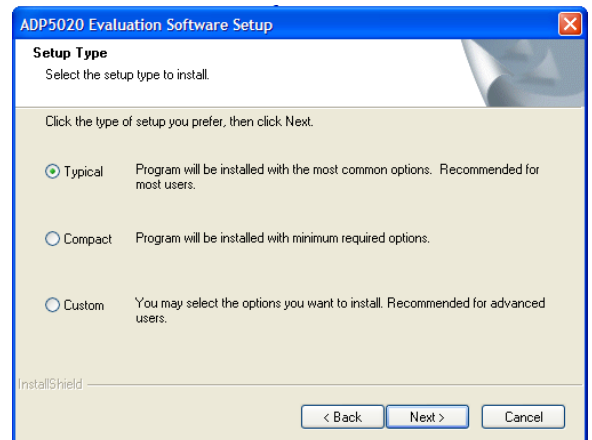 ADP5020 Evaluation Software Setup
Setup Type
Select the setup type to install.
Click the type of setup you prefer, then click Next.
Typical Program will be installed with the most common options. Recommended for
most users.
Compact Program will be installed with minimum required options.
Custom You may select the options you want to install. Recommended for advanced
users.
InstallShield
< Back Next > Cancel